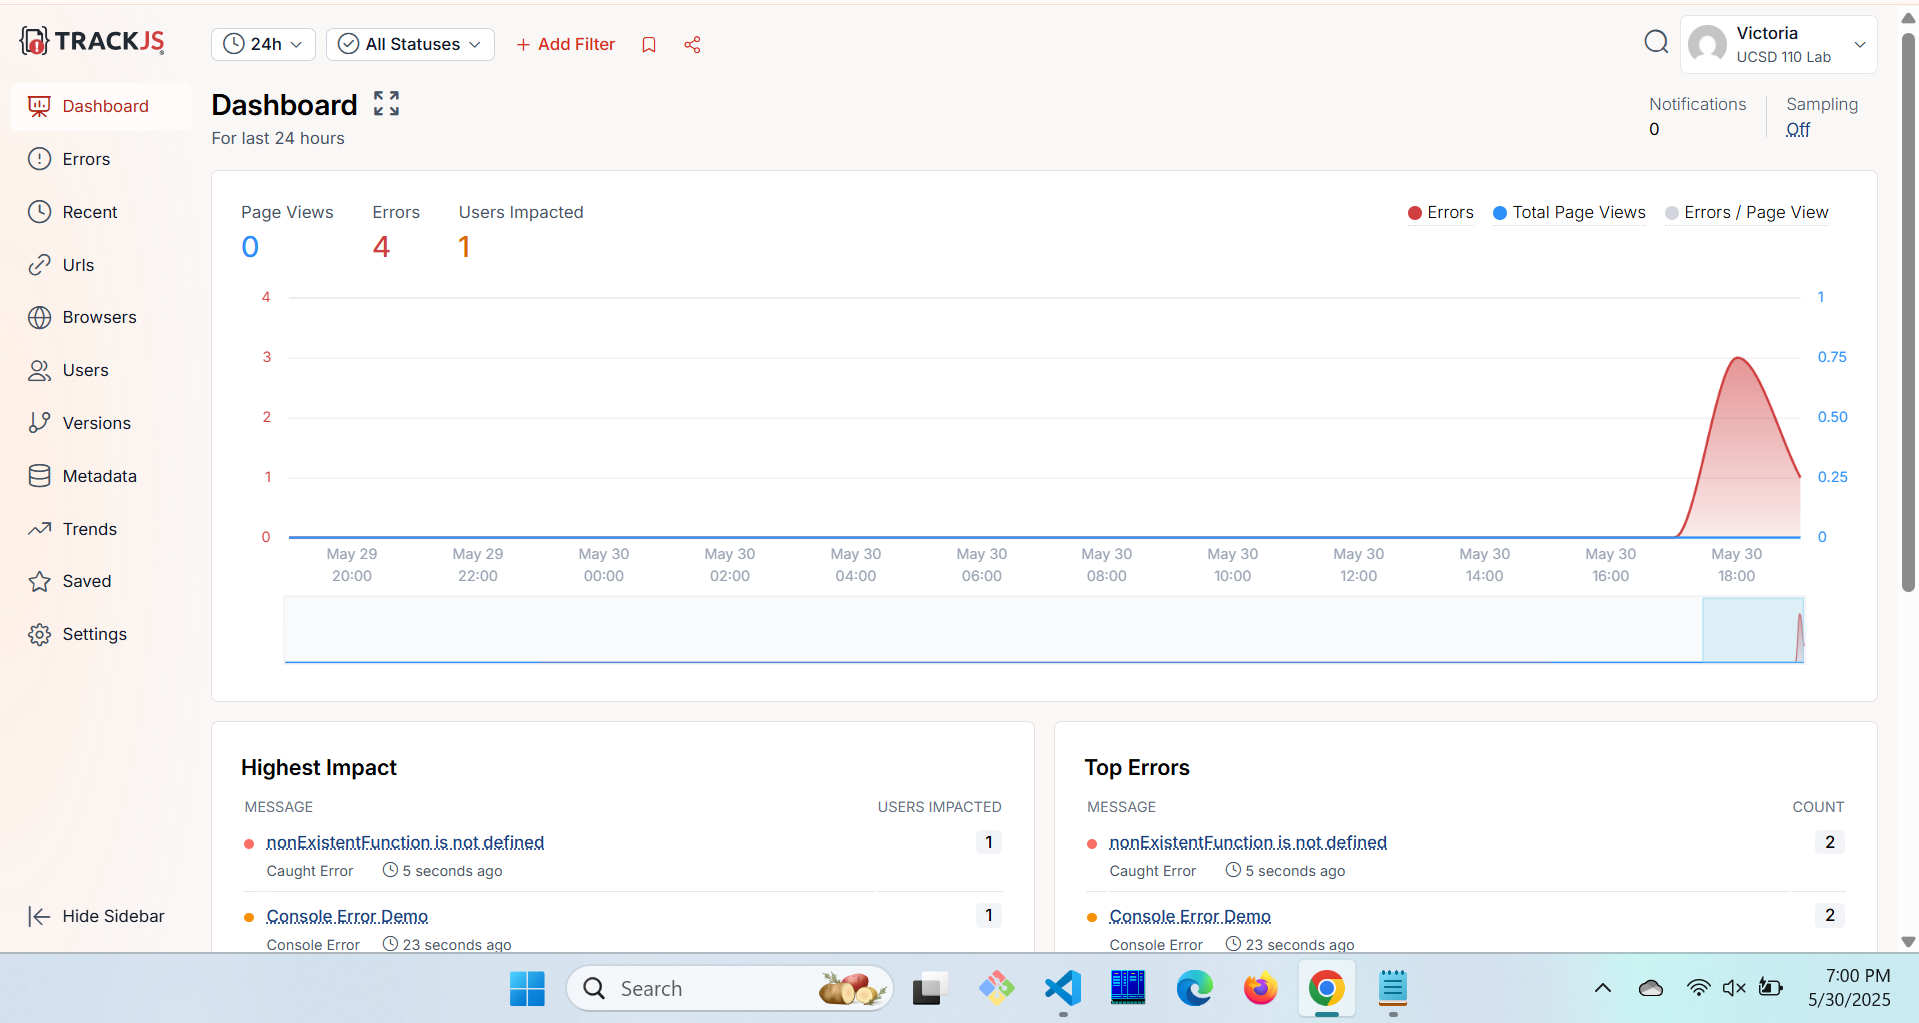 TRACKJS
24h
All Statuses
+ Add Filter
Victoria
UCSD 110 Lab
Dashboard
Errors
Recent
Urls
Browsers
Users
Versions
Metadata
Trends
Saved
Settings
Hide Sidebar
Dashboard
For last 24 hours
Notifications
0
Sampling
Off
Page Views
0
Errors
4
Users Impacted
1
Errors
Total Page Views
Errors / Page View
4
3
2
1
0
1
0.75
0.50
0.25
0
May 29
20:00
May 29
22:00
May 30
00:00
May 30
02:00
May 30
04:00
May 30
06:00
May 30
08:00
May 30
10:00
May 30
12:00
May 30
14:00
May 30
16:00
May 30
18:00
Highest Impact
MESSAGE USERS IMPACTED
nonExistentFunction is not defined 1
Caught Error 5 seconds ago
Console Error Demo 1
Console Error 23 seconds ago
Top Errors
MESSAGE COUNT
nonExistentFunction is not defined 2
Caught Error 5 seconds ago
Console Error Demo 2
Console Error 23 seconds ago
Search
7:00 PM
5/30/2025